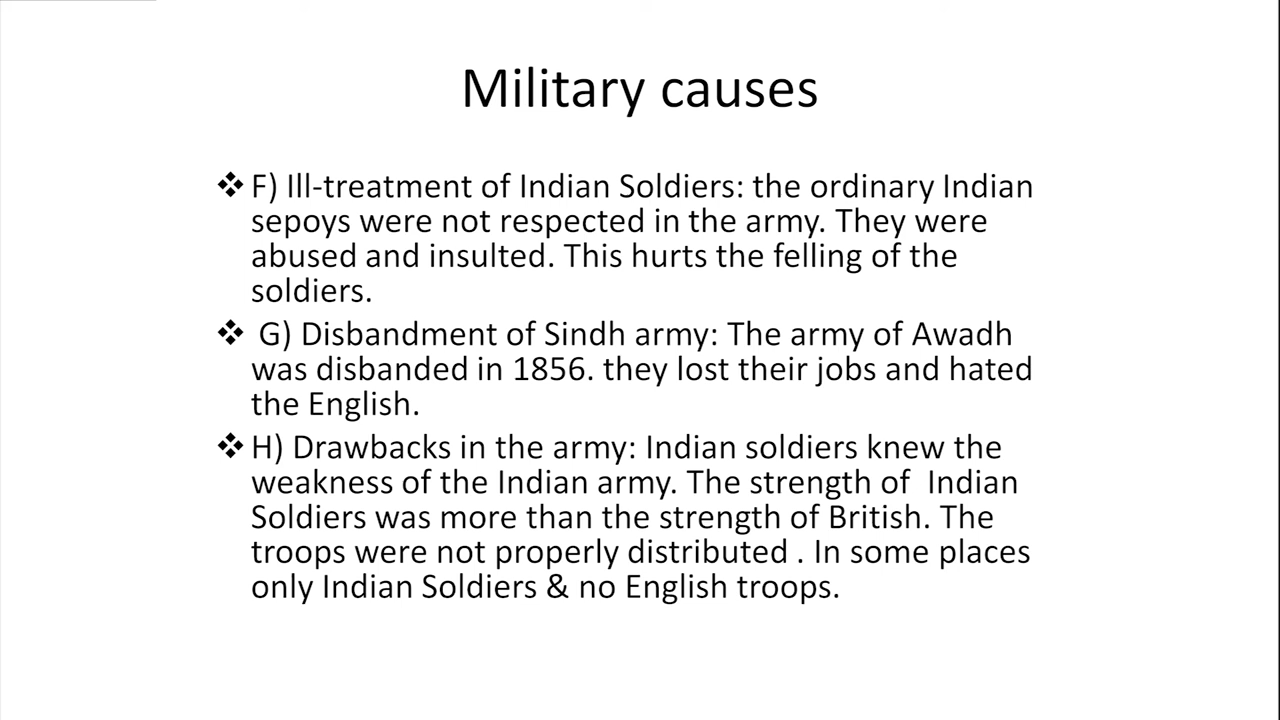 Military causes
❖ F) Ill-treatment of Indian Soldiers: the ordinary Indian
sepoys were not respected in the army. They were
abused and insulted. This hurts the felling of the
soldiers.
❖ G) Disbandment of Sindh army: The army of Awadh
was disbanded in 1856. they lost their jobs and hated
the English.
❖ H) Drawbacks in the army: Indian soldiers knew the
weakness of the Indian army. The strength of  Indian
Soldiers was more than the strength of British. The
troops were not properly distributed . In some places
only Indian Soldiers & no English troops.